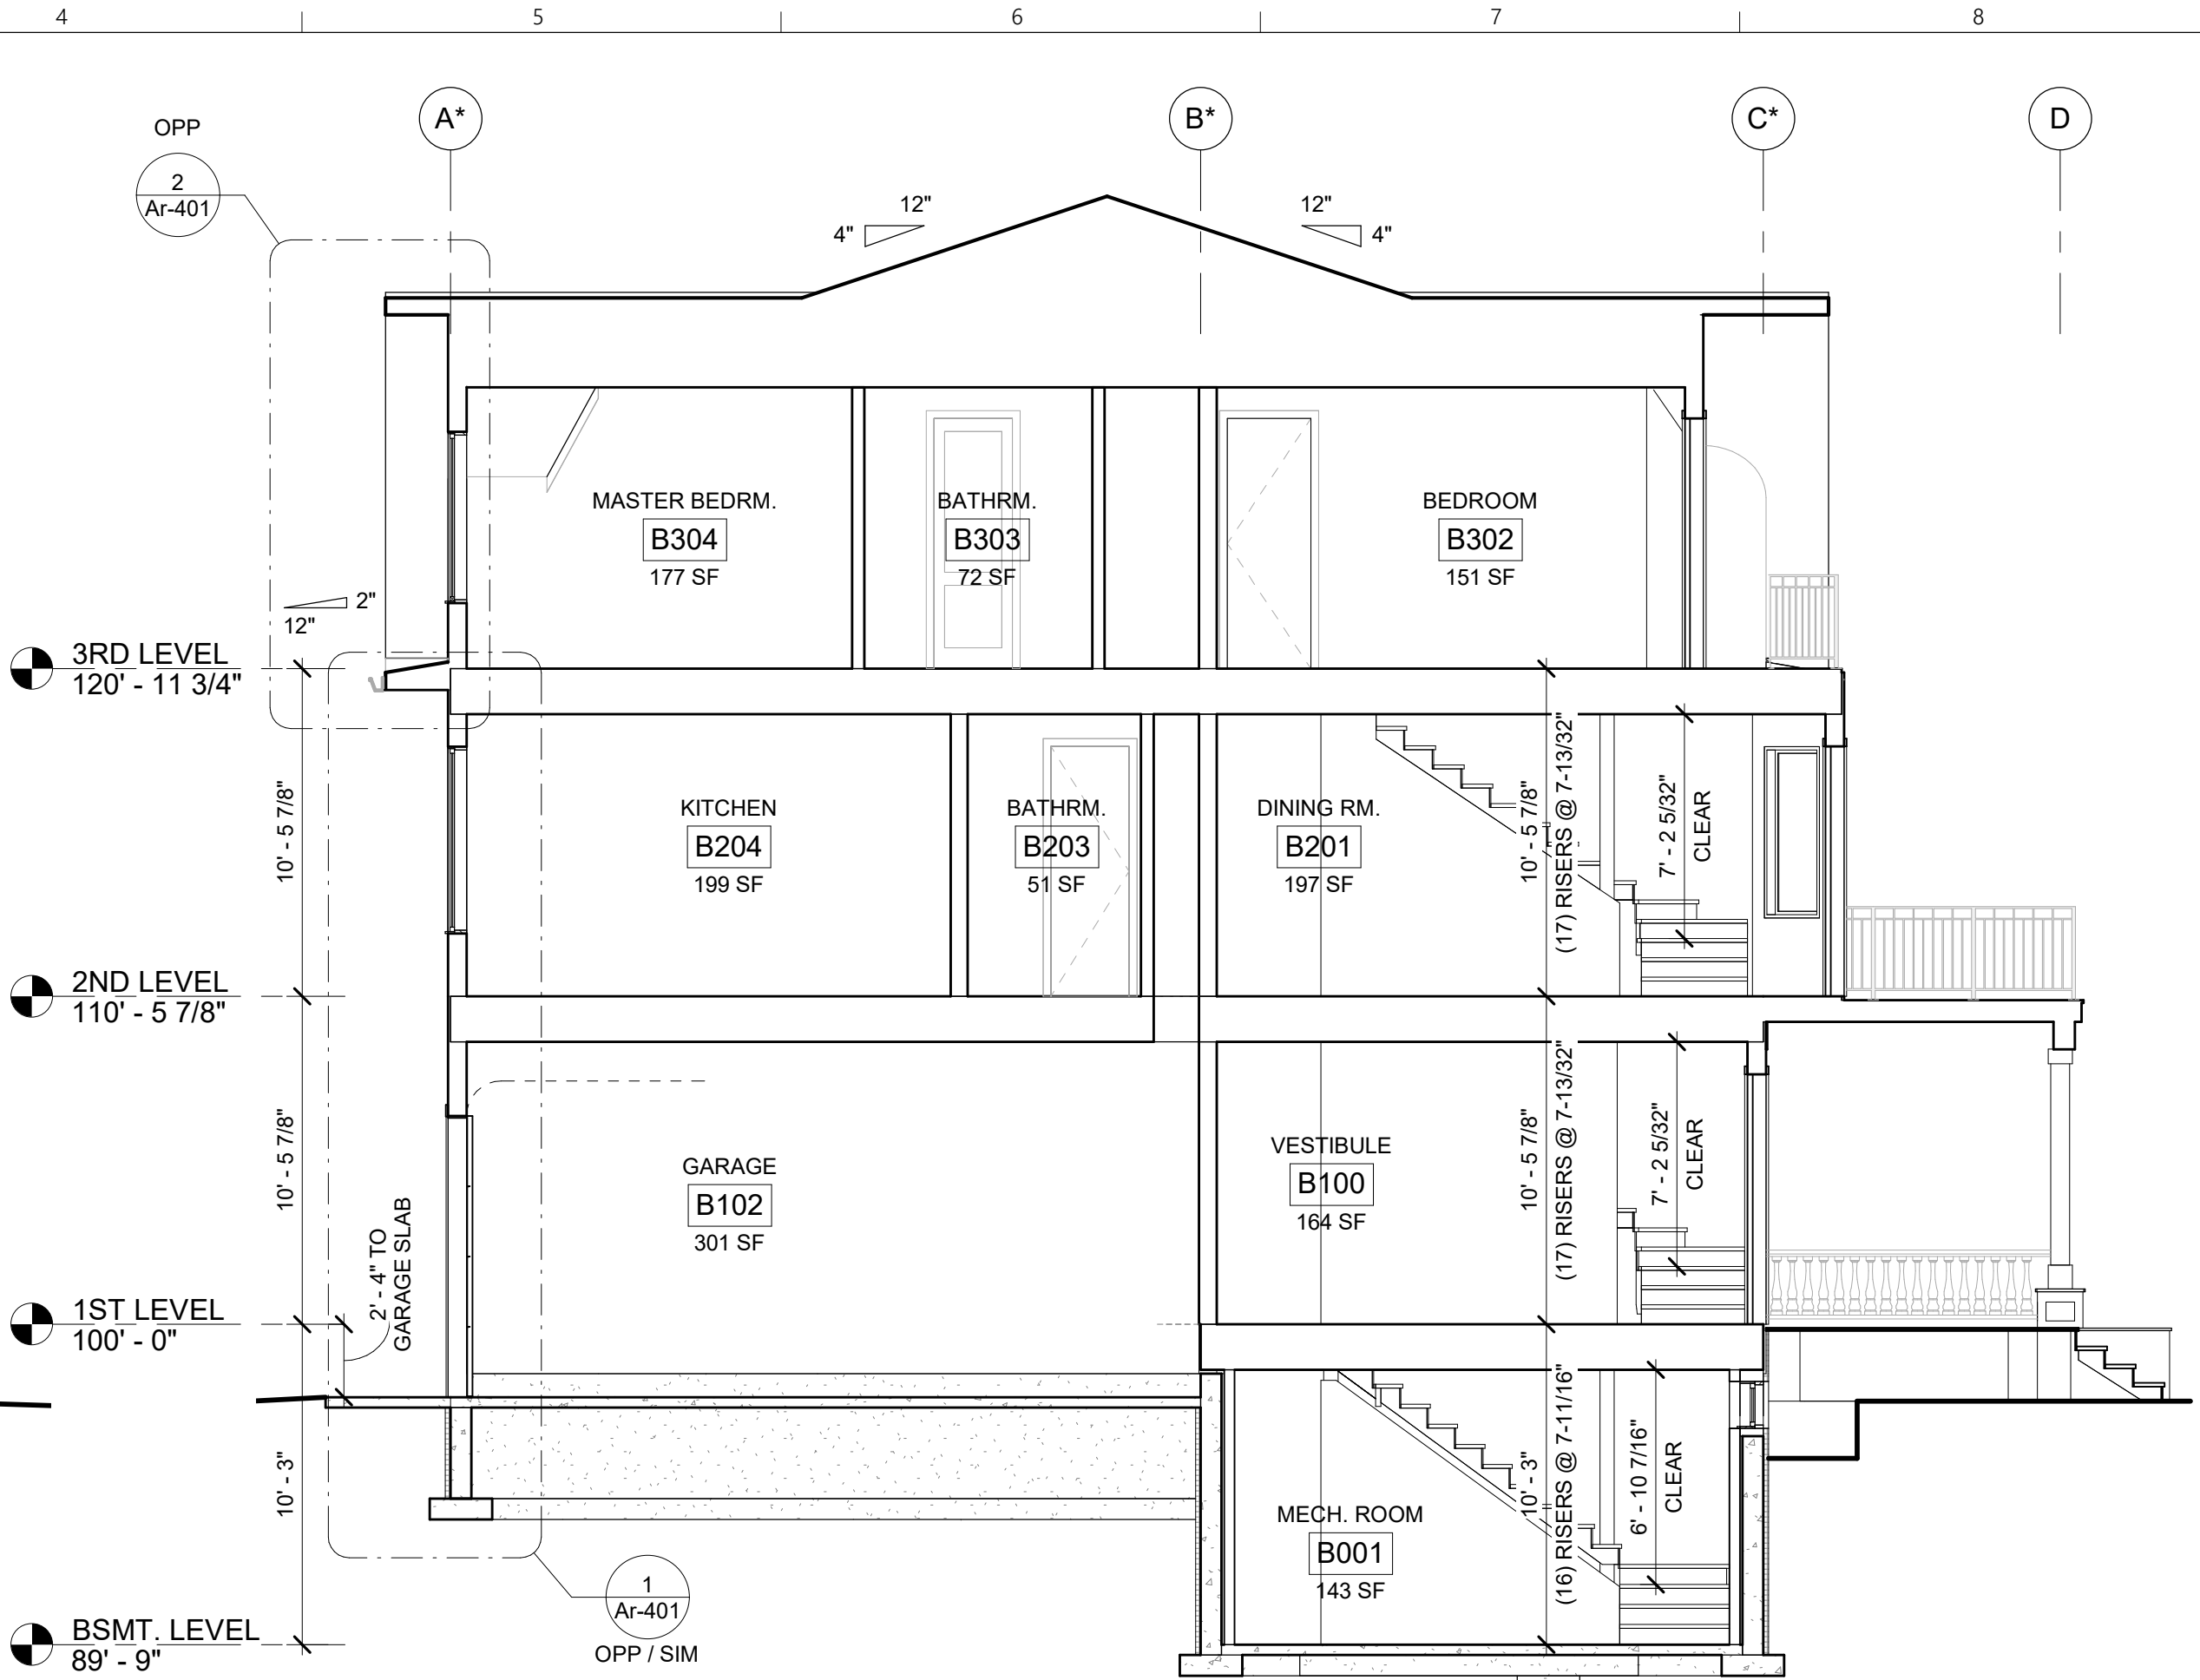 4 5 6 7 8
A* B* C* D
OPP
2
Ar-401
12"
4"
12"
4"
MASTER BEDRM.
B304
177 SF
BATHRM.
B303
72 SF
BEDROOM
B302
151 SF
2"
12"
3RD LEVEL
120' - 11 3/4"
10' - 5 7/8"
KITCHEN
B204
199 SF
BATHRM.
B203
51 SF
DINING RM.
B201
197 SF
10' - 5 7/8"
(17) RISERS @ 7-13/32"
7' - 2 5/32"
CLEAR
2ND LEVEL
110' - 5 7/8"
10' - 5 7/8"
GARAGE
B102
301 SF
VESTIBULE
B100
164 SF
10' - 5 7/8"
(17) RISERS @ 7-13/32"
7' - 2 5/32"
CLEAR
2' - 4" TO
GARAGE SLAB
1ST LEVEL
100' - 0"
10' - 3"
MECH. ROOM
B001
143 SF
10' - 3"
(16) RISERS @ 7-11/16"
6' - 10 7/16"
CLEAR
1
Ar-401
OPP / SIM
BSMT. LEVEL
89' - 9"